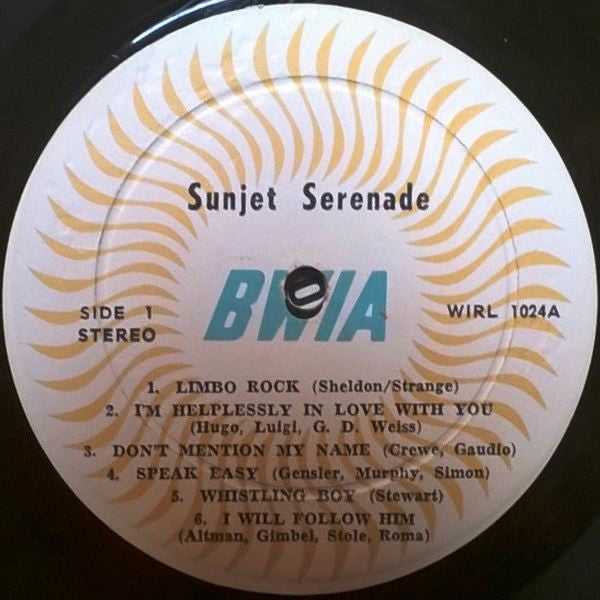 Sunjet Serenade
BWIA
SIDE 1
STEREO
WIRL 1024A
1. LIMBO ROCK (Sheldon/Strange)
2. I'M HELPLESSLY IN LOVE WITH YOU
(Hugo, Luigi, G. D. Weiss)
3. DON'T MENTION MY NAME (Crewe, Gaudio)
4. SPEAK EASY (Gensler, Murphy, Simon)
5. WHISTLING BOY (Stewart)
6. I WILL FOLLOW HIM
(Altman, Gimbel, Stole, Roma)